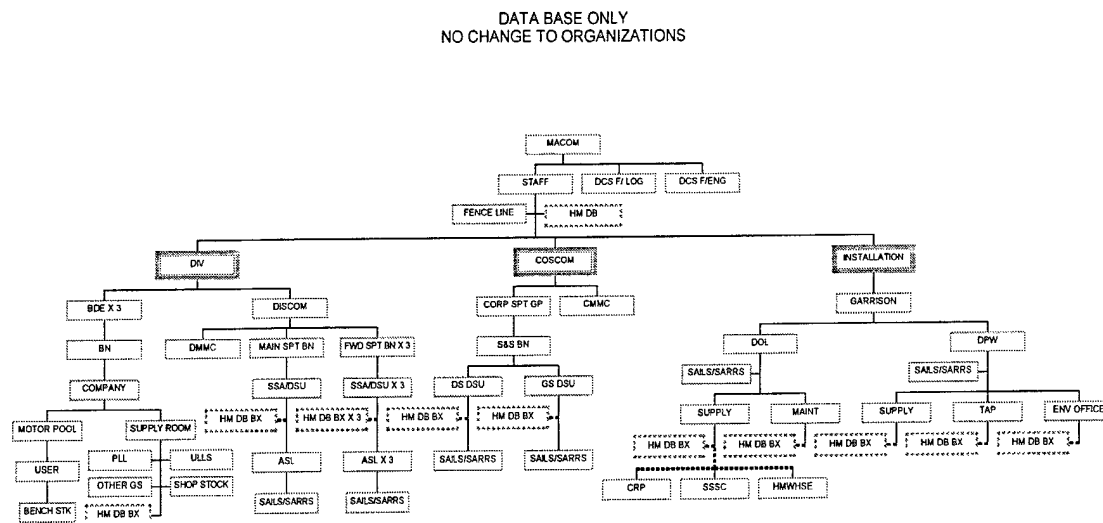 DATA BASE ONLY
NO CHANGE TO ORGANIZATIONS
MACOM
STAFF
DCS F/ LOG
DCS F/ENG
FENCE LINE
HM DB
DIV
COSCOM
INSTALLATION
BDE X 3
DISCOM
CORP SPT GP
CMMC
GARRISON
BN
DMMC
MAIN SPT BN
FWD SPT BN X 3
S&S BN
DOL
DPW
SAILS/SARRS
SAILS/SARRS
COMPANY
SSA/DSU
SSA/DSU X 3
DS DSU
GS DSU
HM DB BX
HM DB BX X 3
HM DB BX
HM DB BX
SUPPLY
MAINT
SUPPLY
TAP
ENV OFFICE
MOTOR POOL
SUPPLY ROOM
HM DB BX
HM DB BX
HM DB BX
HM DB BX
HM DB BX
PLL
ULLS
ASL
ASL X 3
SAILS/SARRS
SAILS/SARRS
USER
OTHER GS
SHOP STOCK
CRP
SSSC
HMWHSE
SAILS/SARRS
SAILS/SARRS
BENCH STK
HM DB BX